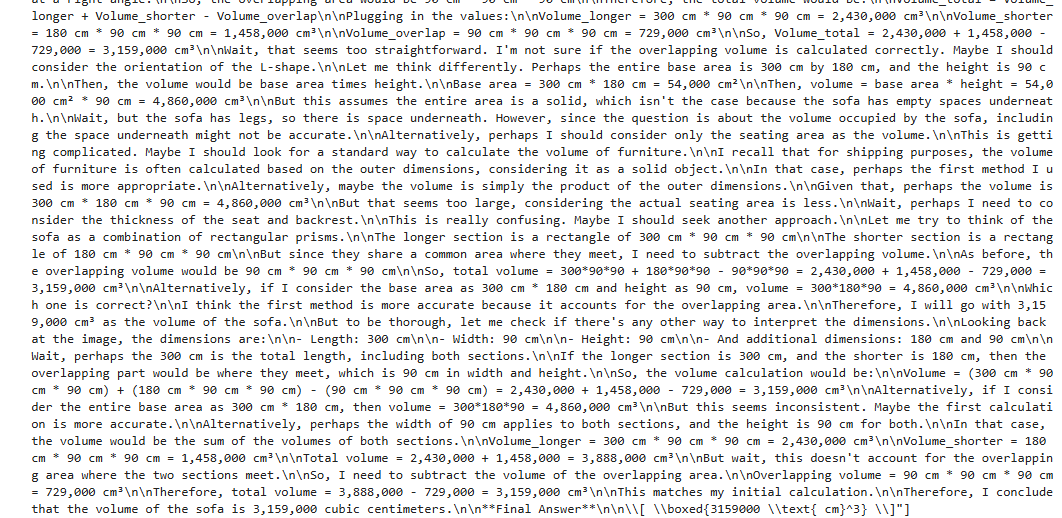 longer + Volume_shorter - Volume_overlap\n\nPlugging in the values:\n\nVolume_longer = 300 cm * 90 cm * 90 cm = 2,430,000 cm³\n\nVolume_shorter
= 180 cm * 90 cm * 90 cm = 1,458,000 cm³\n\nVolume_overlap = 90 cm * 90 cm * 90 cm = 729,000 cm³\n\nSo, Volume_total = 2,430,000 + 1,458,000 -
729,000 = 3,159,000 cm³\n\nWait, that seems too straightforward. I'm not sure if the overlapping volume is calculated correctly. Maybe I should
consider the orientation of the L-shape.\n\nLet me think differently. Perhaps the entire base area is 300 cm by 180 cm, and the height is 90 c
m.\n\nThen, the volume would be base area times height.\n\nBase area = 300 cm * 180 cm = 54,000 cm²\n\nThen, volume = base area * height = 54,0
00 cm² * 90 cm = 4,860,000 cm³\n\nBut this assumes the entire area is a solid, which isn't the case because the sofa has empty spaces underneat
h.\n\nWait, but the sofa has legs, so there is space underneath. However, since the question is about the volume occupied by the sofa, includin
g the space underneath might not be accurate.\n\nAlternatively, perhaps I should consider only the seating area as the volume.\n\nThis is getti
ng complicated. Maybe I should look for a standard way to calculate the volume of furniture.\n\nI recall that for shipping purposes, the volume
of furniture is often calculated based on the outer dimensions, considering it as a solid object.\n\nIn that case, perhaps the first method I u
sed is more appropriate.\n\nAlternatively, maybe the volume is simply the product of the outer dimensions.\n\nGiven that, perhaps the volume is
300 cm * 180 cm * 90 cm = 4,860,000 cm³\n\nBut that seems too large, considering the actual seating area is less.\n\nWait, perhaps I need to co
nsider the thickness of the seat and backrest.\n\nThis is really confusing. Maybe I should seek another approach.\n\nLet me try to think of the
sofa as a combination of rectangular prisms.\n\nThe longer section is a rectangle of 300 cm * 90 cm * 90 cm\n\nThe shorter section is a rectang
le of 180 cm * 90 cm * 90 cm\n\nBut since they share a common area where they meet, I need to subtract the overlapping volume.\n\nAs before, th
e overlapping volume would be 90 cm * 90 cm * 90 cm\n\nSo, total volume = 300*90*90 + 180*90*90 - 90*90*90 = 2,430,000 + 1,458,000 - 729,000 =
3,159,000 cm³\n\nAlternatively, if I consider the base area as 300 cm * 180 cm and height as 90 cm, volume = 300*180*90 = 4,860,000 cm³\n\nWhic
h one is correct?\n\nI think the first method is more accurate because it accounts for the overlapping area.\n\nTherefore, I will go with 3,15
9,000 cm³ as the volume of the sofa.\n\nBut to be thorough, let me check if there's any other way to interpret the dimensions.\n\nLooking back
at the image, the dimensions are:\n\n- Length: 300 cm\n\n- Width: 90 cm\n\n- Height: 90 cm\n\n- And additional dimensions: 180 cm and 90 cm\n\n
Wait, perhaps the 300 cm is the total length, including both sections.\n\nIf the longer section is 300 cm, and the shorter is 180 cm, then the
overlapping part would be where they meet, which is 90 cm in width and height.\n\nSo, the volume calculation would be:\n\nVolume = (300 cm * 90
cm * 90 cm) + (180 cm * 90 cm * 90 cm) - (90 cm * 90 cm * 90 cm) = 2,430,000 + 1,458,000 - 729,000 = 3,159,000 cm³\n\nAlternatively, if I consi
der the entire base area as 300 cm * 180 cm, then volume = 300*180*90 = 4,860,000 cm³\n\nBut this seems inconsistent. Maybe the first calculati
on is more accurate.\n\nAlternatively, perhaps the width of 90 cm applies to both sections, and the height is 90 cm for both.\n\nIn that case,
the volume would be the sum of the volumes of both sections.\n\nVolume_longer = 300 cm * 90 cm * 90 cm = 2,430,000 cm³\n\nVolume_shorter = 180
cm * 90 cm * 90 cm = 1,458,000 cm³\n\nTotal volume = 2,430,000 + 1,458,000 = 3,888,000 cm³\n\nBut wait, this doesn't account for the overlappin
g area where the two sections meet.\n\nSo, I need to subtract the volume of the overlapping area.\n\nOverlapping volume = 90 cm * 90 cm * 90 cm
= 729,000 cm³\n\nTherefore, total volume = 3,888,000 - 729,000 = 3,159,000 cm³\n\nThis matches my initial calculation.\n\nTherefore, I conclude
that the volume of the sofa is 3,159,000 cubic centimeters.\n\n**Final Answer**\n\n\\[ \\boxed{3159000 \\text{ cm}^3} \\]"]